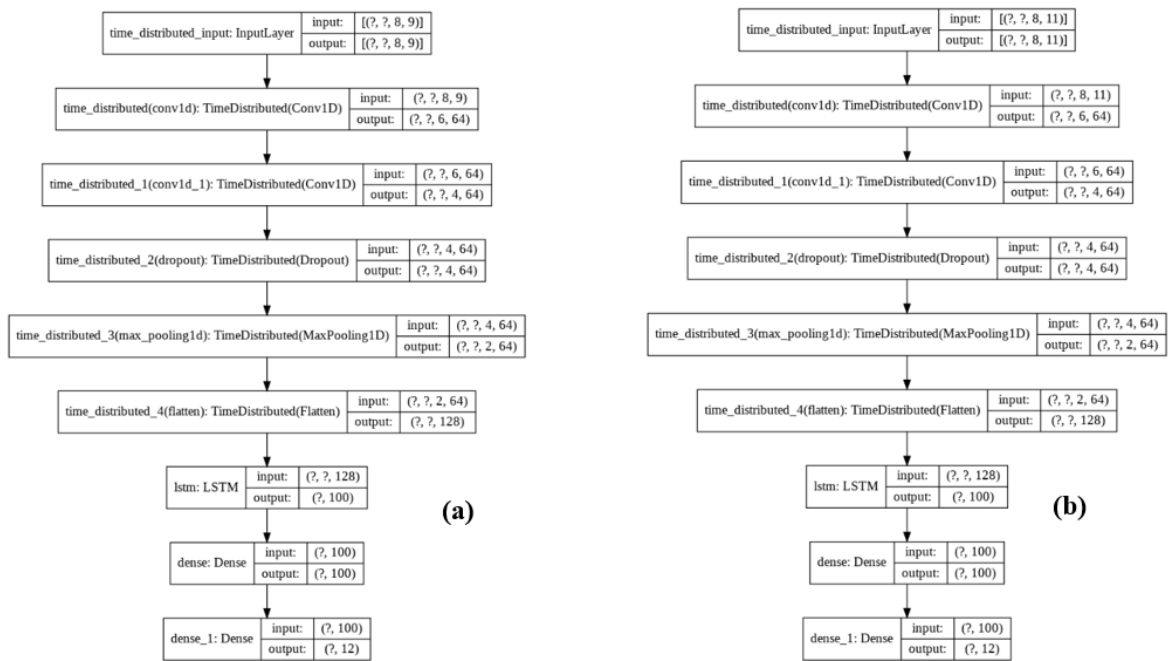 time_distributed_input: InputLayer
input: [(?, ?, 8, 9)]
output: [(?, ?, 8, 9)]
time_distributed(conv1d): TimeDistributed(Conv1D)
input: (?, ?, 8, 9)
output: (?, ?, 6, 64)
time_distributed_1(conv1d_1): TimeDistributed(Conv1D)
input: (?, ?, 6, 64)
output: (?, ?, 4, 64)
time_distributed_2(dropout): TimeDistributed(Dropout)
input: (?, ?, 4, 64)
output: (?, ?, 4, 64)
time_distributed_3(max_pooling1d): TimeDistributed(MaxPooling1D)
input: (?, ?, 4, 64)
output: (?, ?, 2, 64)
time_distributed_4(flatten): TimeDistributed(Flatten)
input: (?, ?, 2, 64)
output: (?, ?, 128)
lstm: LSTM
input: (?, ?, 128)
output: (?, 100)
(a)
dense: Dense
input: (?, 100)
output: (?, 100)
dense_1: Dense
input: (?, 100)
output: (?, 12)
time_distributed_input: InputLayer
input: [(?, ?, 8, 11)]
output: [(?, ?, 8, 11)]
time_distributed(conv1d): TimeDistributed(Conv1D)
input: (?, ?, 8, 11)
output: (?, ?, 6, 64)
time_distributed_1(conv1d_1): TimeDistributed(Conv1D)
input: (?, ?, 6, 64)
output: (?, ?, 4, 64)
time_distributed_2(dropout): TimeDistributed(Dropout)
input: (?, ?, 4, 64)
output: (?, ?, 4, 64)
time_distributed_3(max_pooling1d): TimeDistributed(MaxPooling1D)
input: (?, ?, 4, 64)
output: (?, ?, 2, 64)
time_distributed_4(flatten): TimeDistributed(Flatten)
input: (?, ?, 2, 64)
output: (?, ?, 128)
lstm: LSTM
input: (?, ?, 128)
output: (?, 100)
(b)
dense: Dense
input: (?, 100)
output: (?, 100)
dense_1: Dense
input: (?, 100)
output: (?, 12)